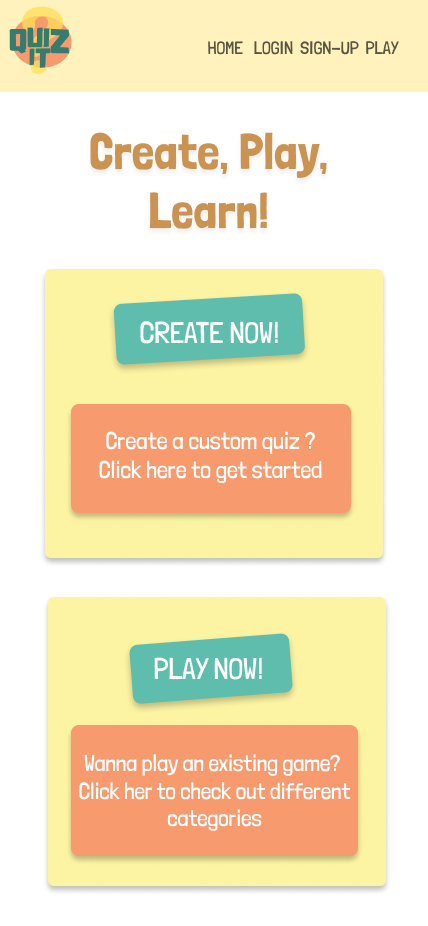 QUIZ
IT
HOME LOGIN SIGN-UP PLAY
Create, Play,
Learn!
CREATE NOW!
Create a custom quiz ?
Click here to get started
PLAY NOW!
Wanna play an existing game?
Click her to check out different
categories